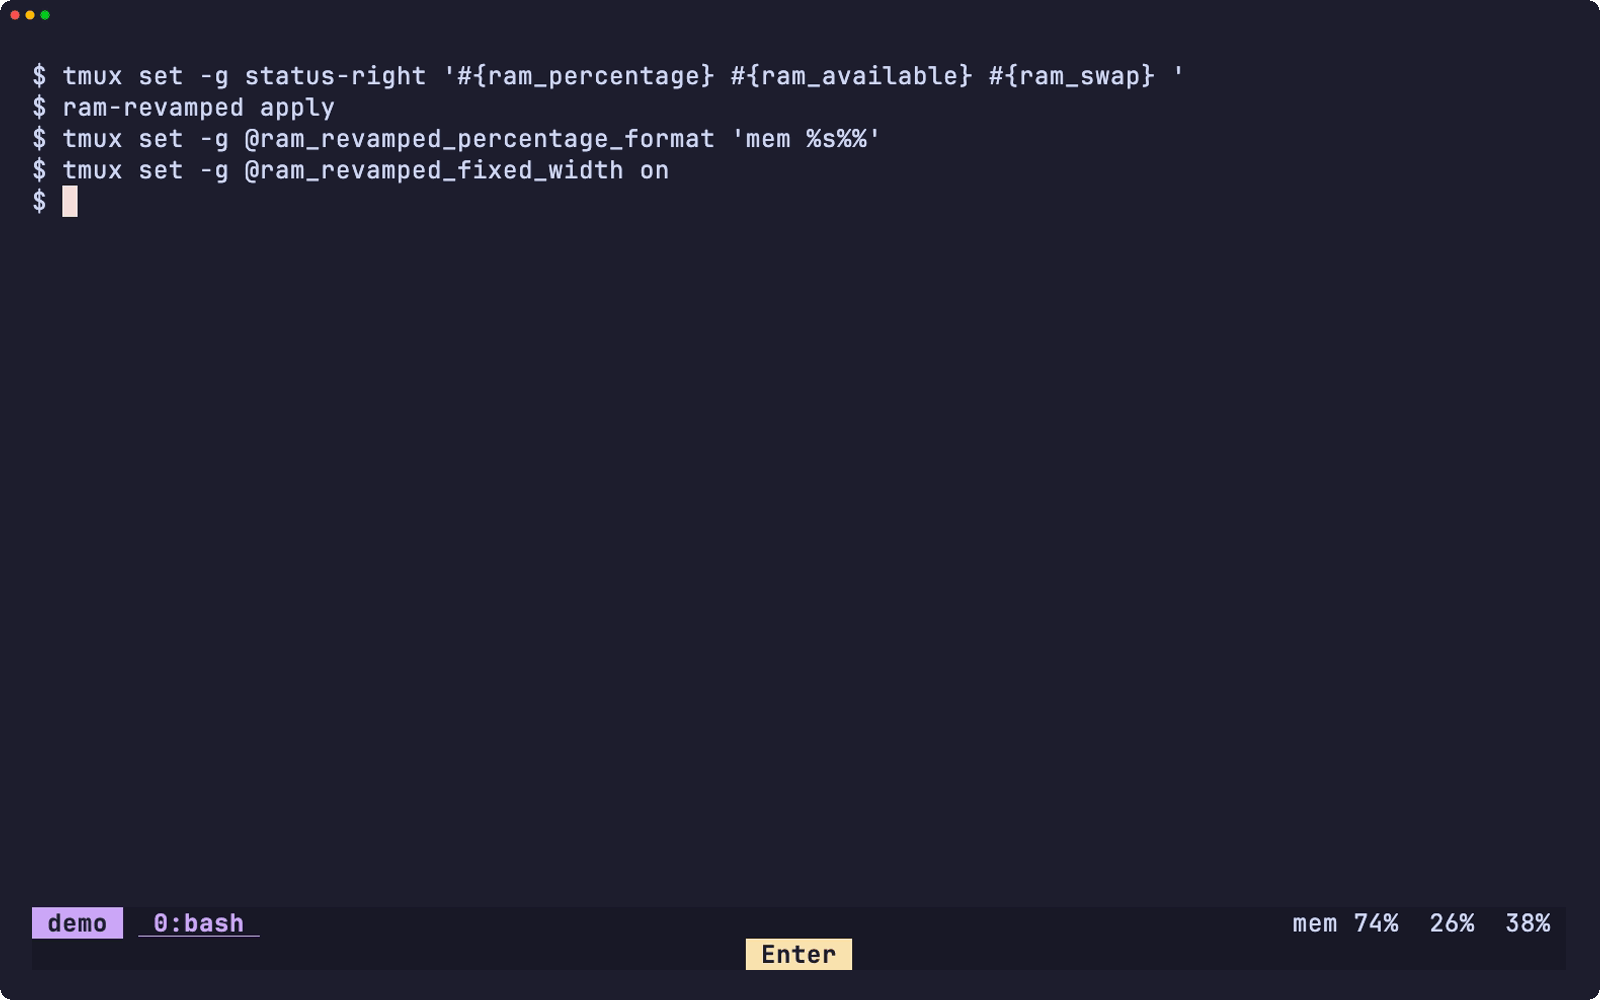 $ tmux set -g status-right '#{ram_percentage} #{ram_available} #{ram_swap} '
$ ram-revamped apply
$ tmux set -g @ram_revamped_percentage_format 'mem %s%%'
$ tmux set -g @ram_revamped_fixed_width on
$
demo 0:bash mem 74% 26% 38%
Enter